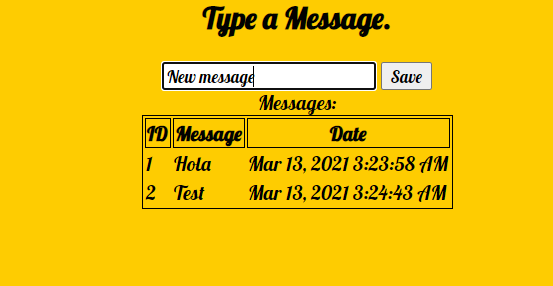 Type a Message.
New message Save
Messages:
ID Message Date
1 Hola Mar 13, 2021 3:23:58 AM
2 Test Mar 13, 2021 3:24:43 AM